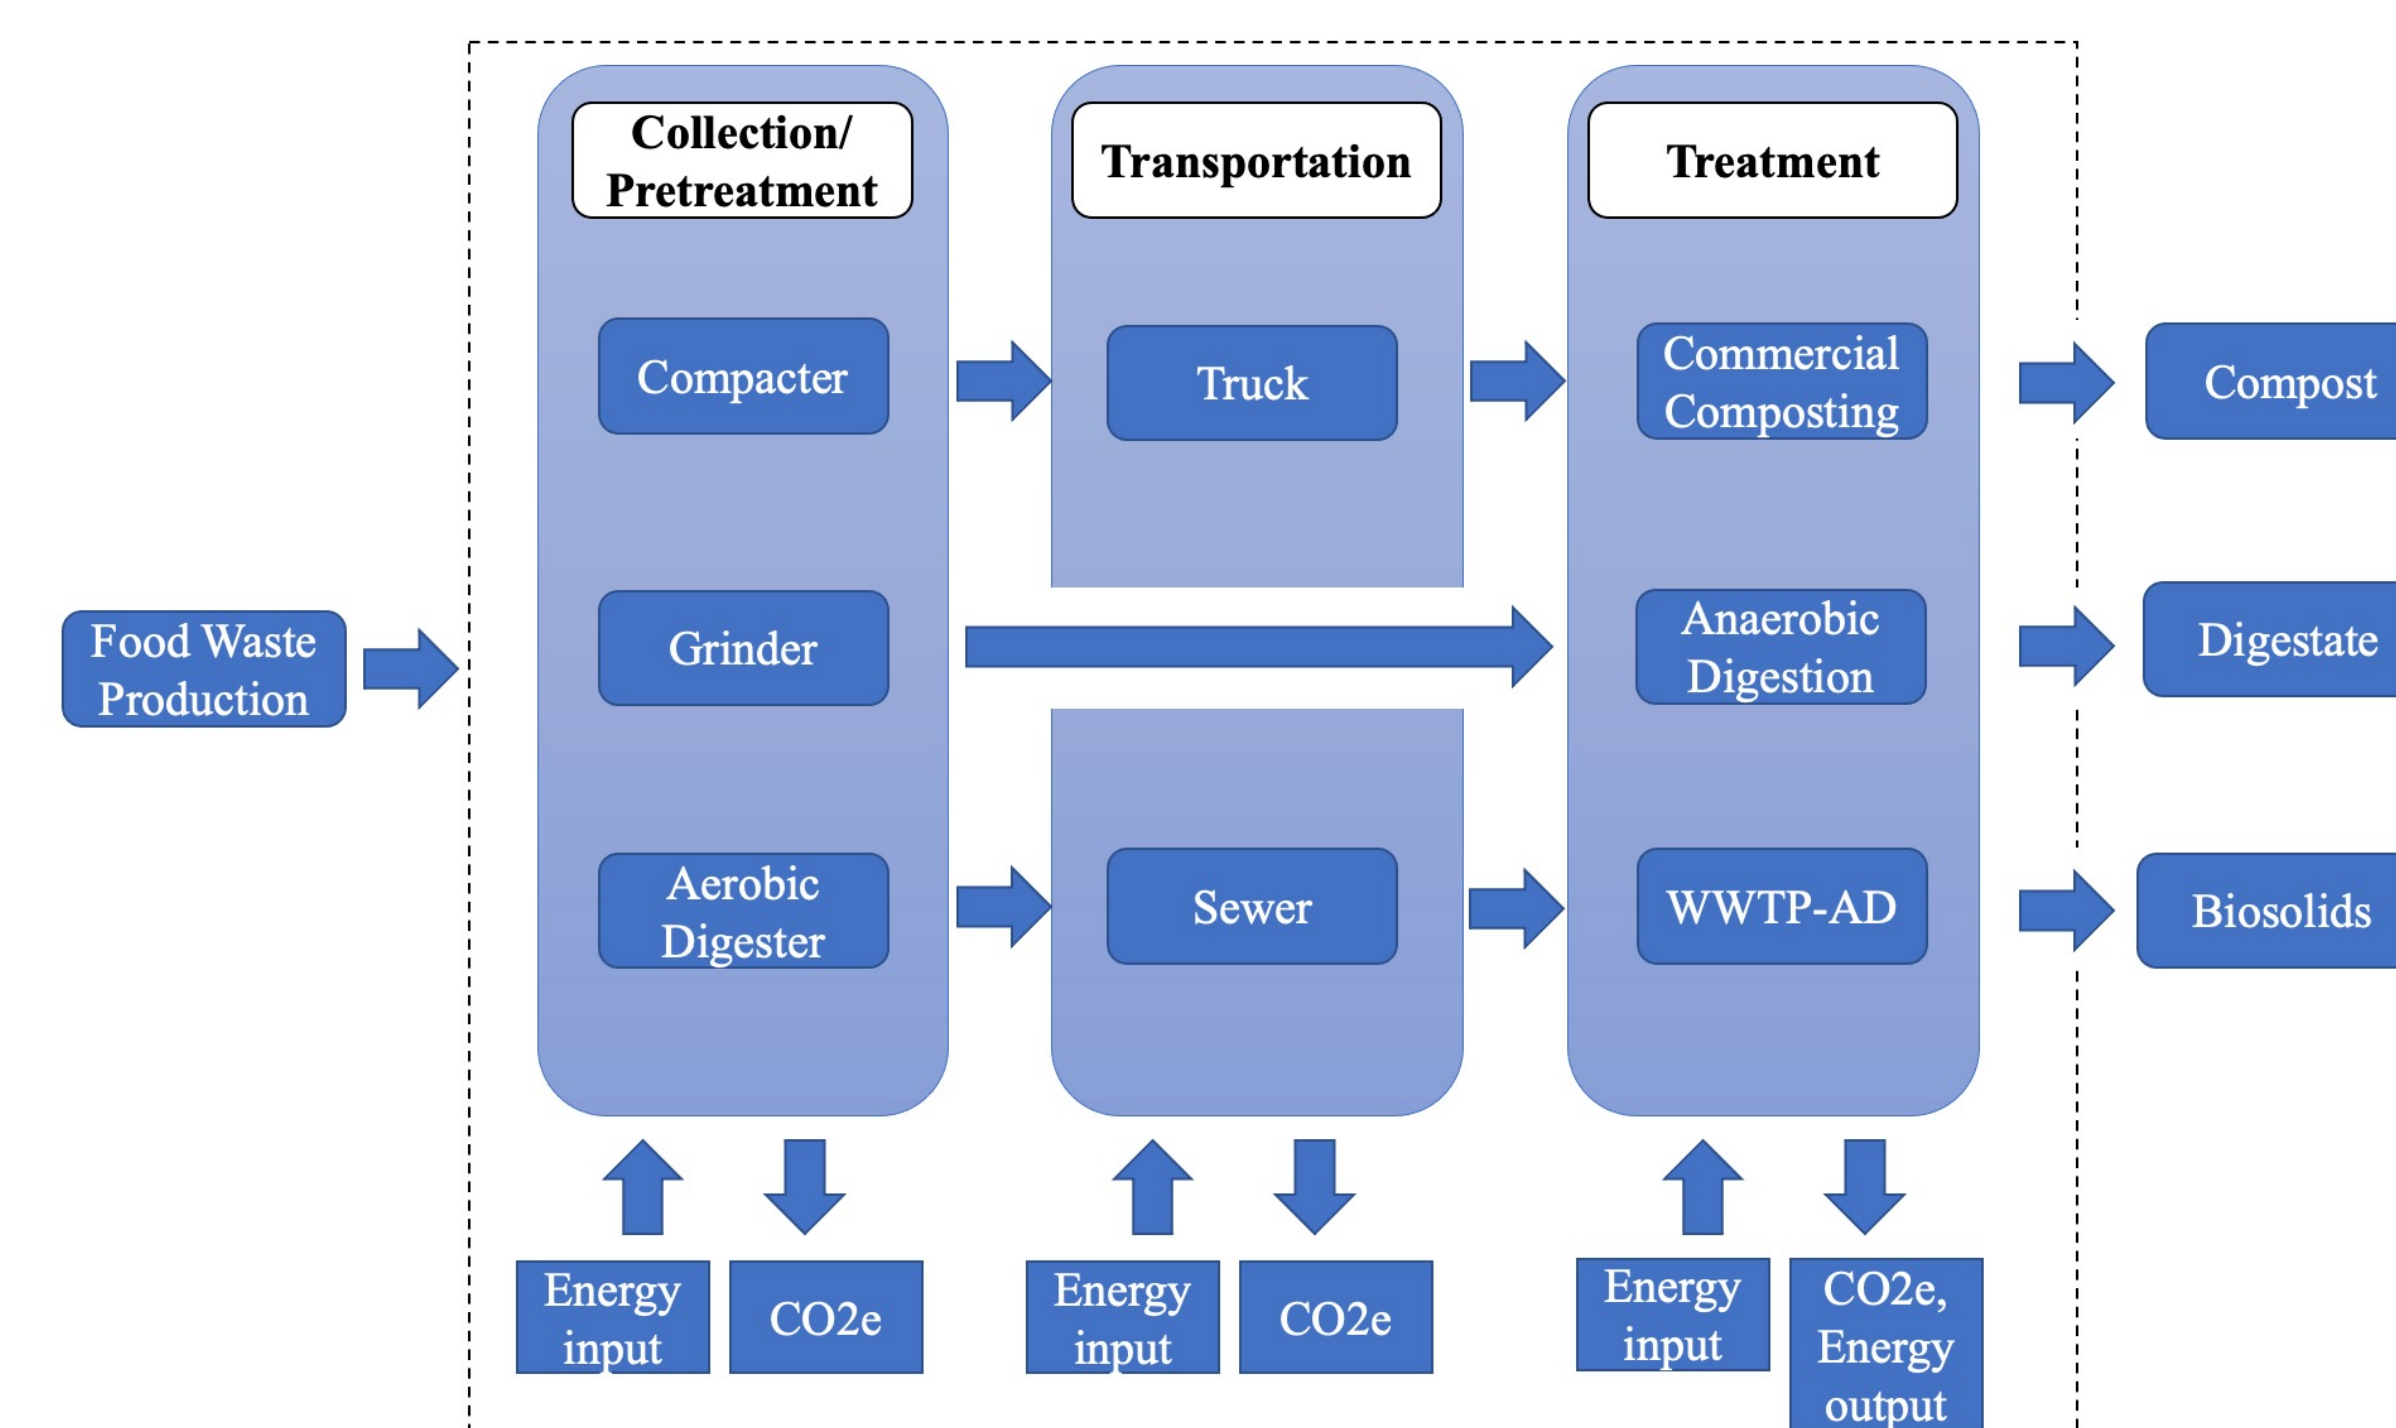 Collection/
Pretreatment
Transportation
Treatment
Compacter
Truck
Commercial
Composting
Compost
Food Waste
Production
Grinder
Anaerobic
Digestion
Digestate
Aerobic
Digester
Sewer
WWTP-AD
Biosolids
Energy
input
CO2e
Energy
input
CO2e
Energy
input
CO2e,
Energy
output